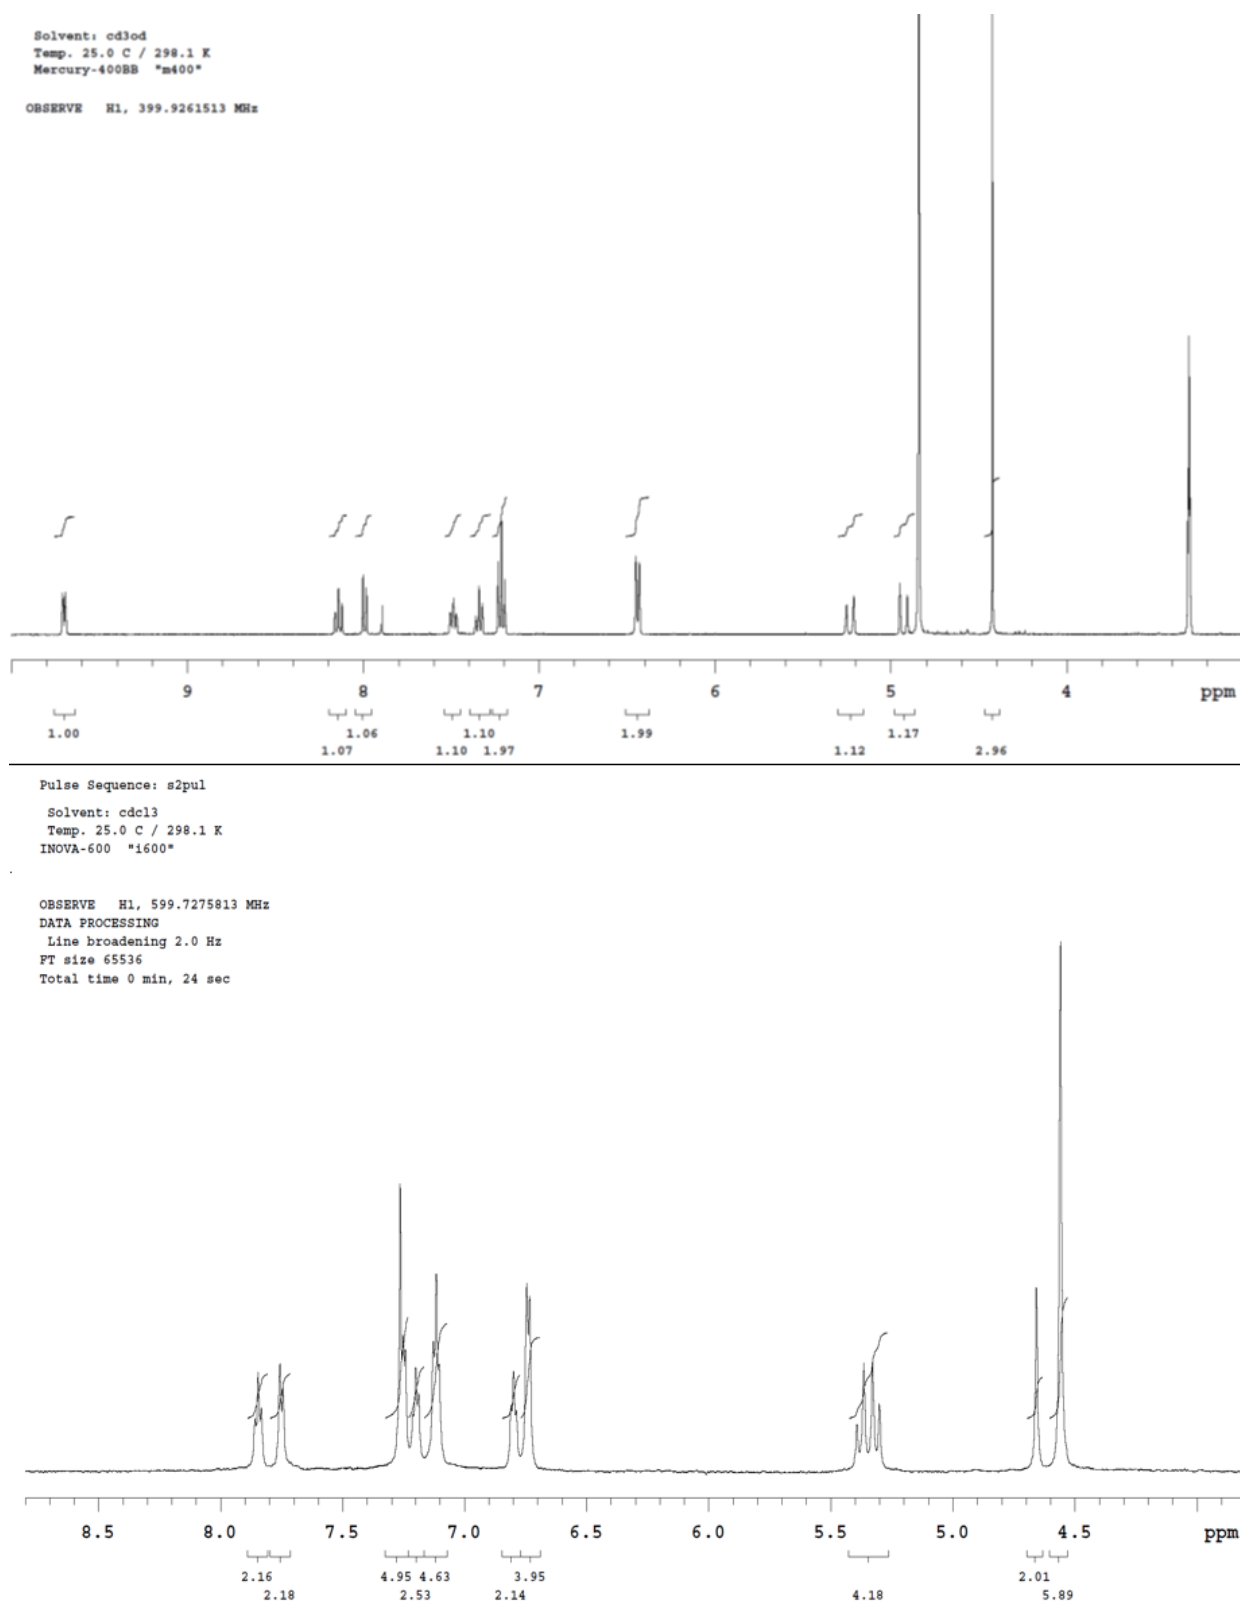 Solvent: cd3od
Temp. 25.0 C / 298.1 K
Mercury-400BB "m400"
OBSERVE H1, 399.9261513 MHz
9 8 7 6 5 4 ppm
1.00 1.06 1.10 1.99 1.17
1.07 1.10 1.97 1.12 2.96
Pulse Sequence: s2pul
Solvent: cdcl3
Temp. 25.0 C / 298.1 K
INOVA-600 "i600"
OBSERVE H1, 599.7275813 MHz
DATA PROCESSING
Line broadening 2.0 Hz
FT size 65536
Total time 0 min, 24 sec
8.5 8.0 7.5 7.0 6.5 6.0 5.5 5.0 4.5 ppm
2.16 4.95 4.63 3.95 2.01
2.18 2.53 2.14 4.18 5.89